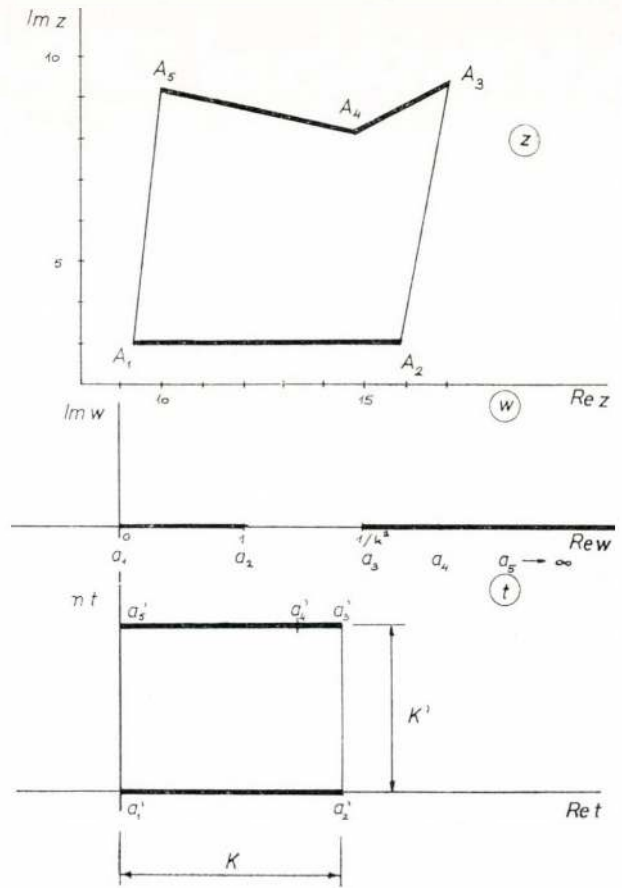 Im z
10
A₅
A₄
A₃
z
5
A₁
A₂
10
15
Re z
w
Im w
0
1
1/k²
Re w
a₁
a₂
a₃
a₄
a₅ → ∞
t
m t
a₅'
a₄'
a₃'
K'
a₁'
a₂'
Re t
K